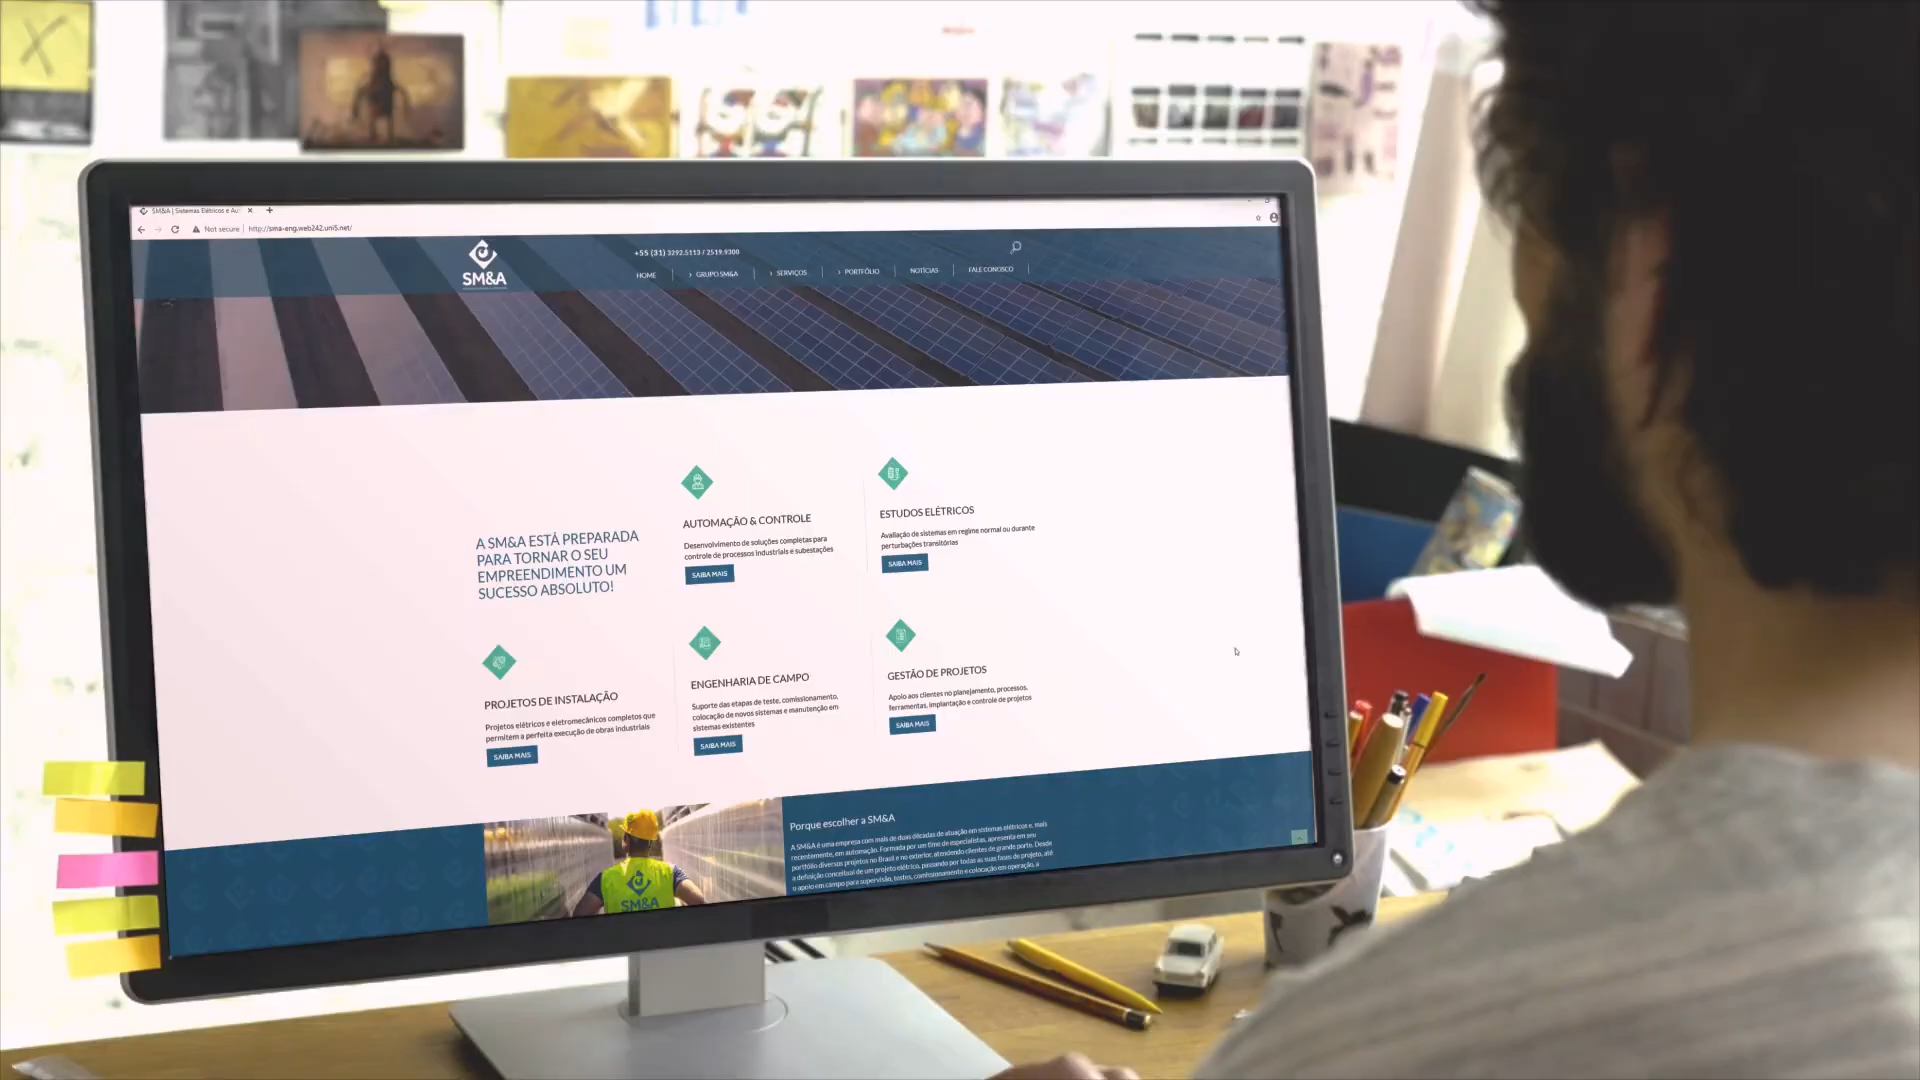 SM&A | Sistemas Elétricos e Au
Not secure | http://sma-eng.web242.uni5.net/
SM&A
+55 (31) 3292.5113 / 2519.9300
HOME
GRUPO SM&A
SERVIÇOS
PORTFÓLIO
NOTÍCIAS
FALE CONOSCO
A SM&A ESTÁ PREPARADA
PARA TORNAR O SEU
EMPREENDIMENTO UM
SUCESSO ABSOLUTO!
AUTOMAÇÃO & CONTROLE
Desenvolvimento de soluções completas para
controle de processos industriais e subestações
SAIBA MAIS
ESTUDOS ELÉTRICOS
Avaliação de sistemas em regime normal ou durante
perturbações transitórias
SAIBA MAIS
PROJETOS DE INSTALAÇÃO
Projetos elétricos e eletromecânicos completos que
permitem a perfeita execução de obras industriais
SAIBA MAIS
ENGENHARIA DE CAMPO
Suporte das etapas de teste, comissionamento,
colocação de novos sistemas e manutenção em
sistemas existentes
SAIBA MAIS
GESTÃO DE PROJETOS
Apoio aos clientes no planejamento, processos,
ferramentas, implantação e controle de projetos
SAIBA MAIS
SM&A
Porque escolher a SM&A
A SM&A é uma empresa com mais de duas décadas de atuação em sistemas elétricos e, mais
recentemente, em automação. Formada por um time de especialistas, apresenta em seu
portfólio diversos projetos no Brasil e no exterior, atendendo clientes de grande porte. Desde
a definição conceitual de um projeto elétrico, passando por todas as suas fases de projeto, até
o apoio em campo para supervisão, testes, comissionamento e colocação em operação, a